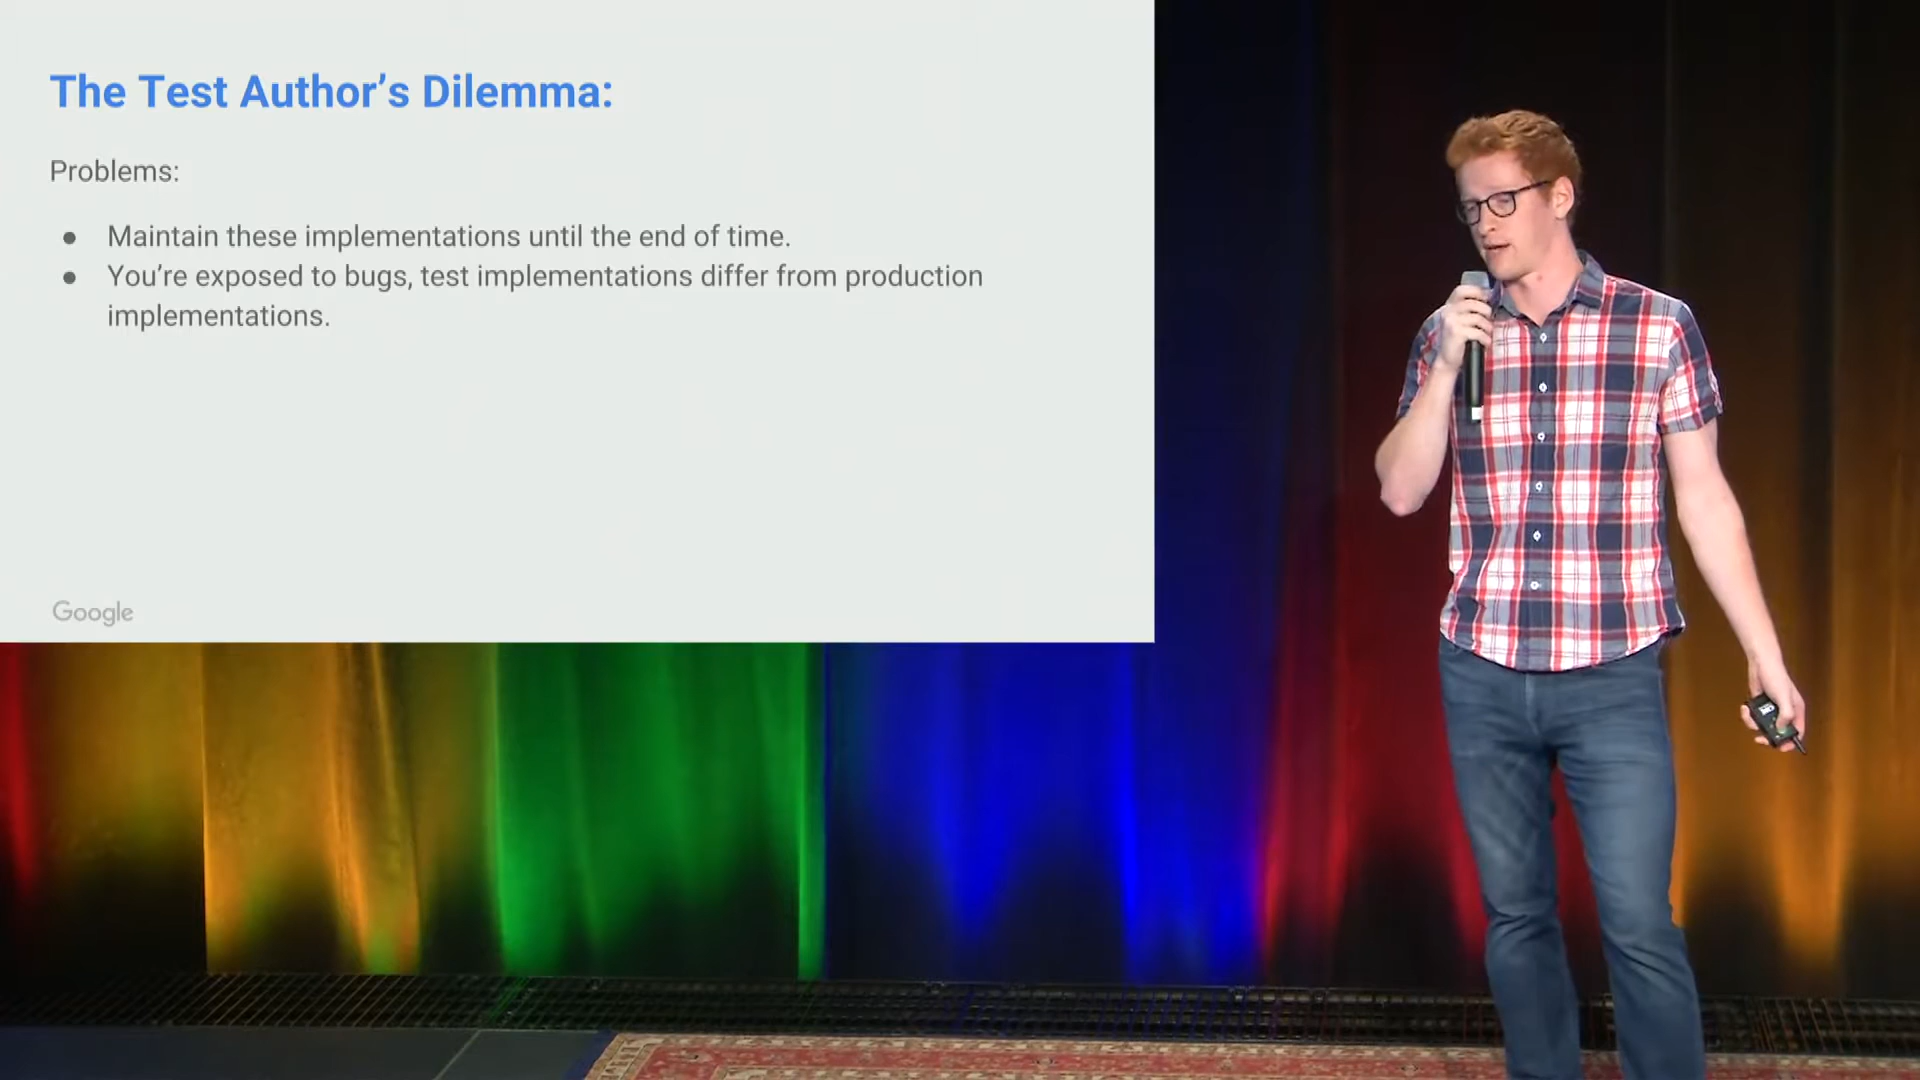 The Test Author’s Dilemma:
Problems:
● Maintain these implementations until the end of time.
● You’re exposed to bugs, test implementations differ from production
implementations.
Google